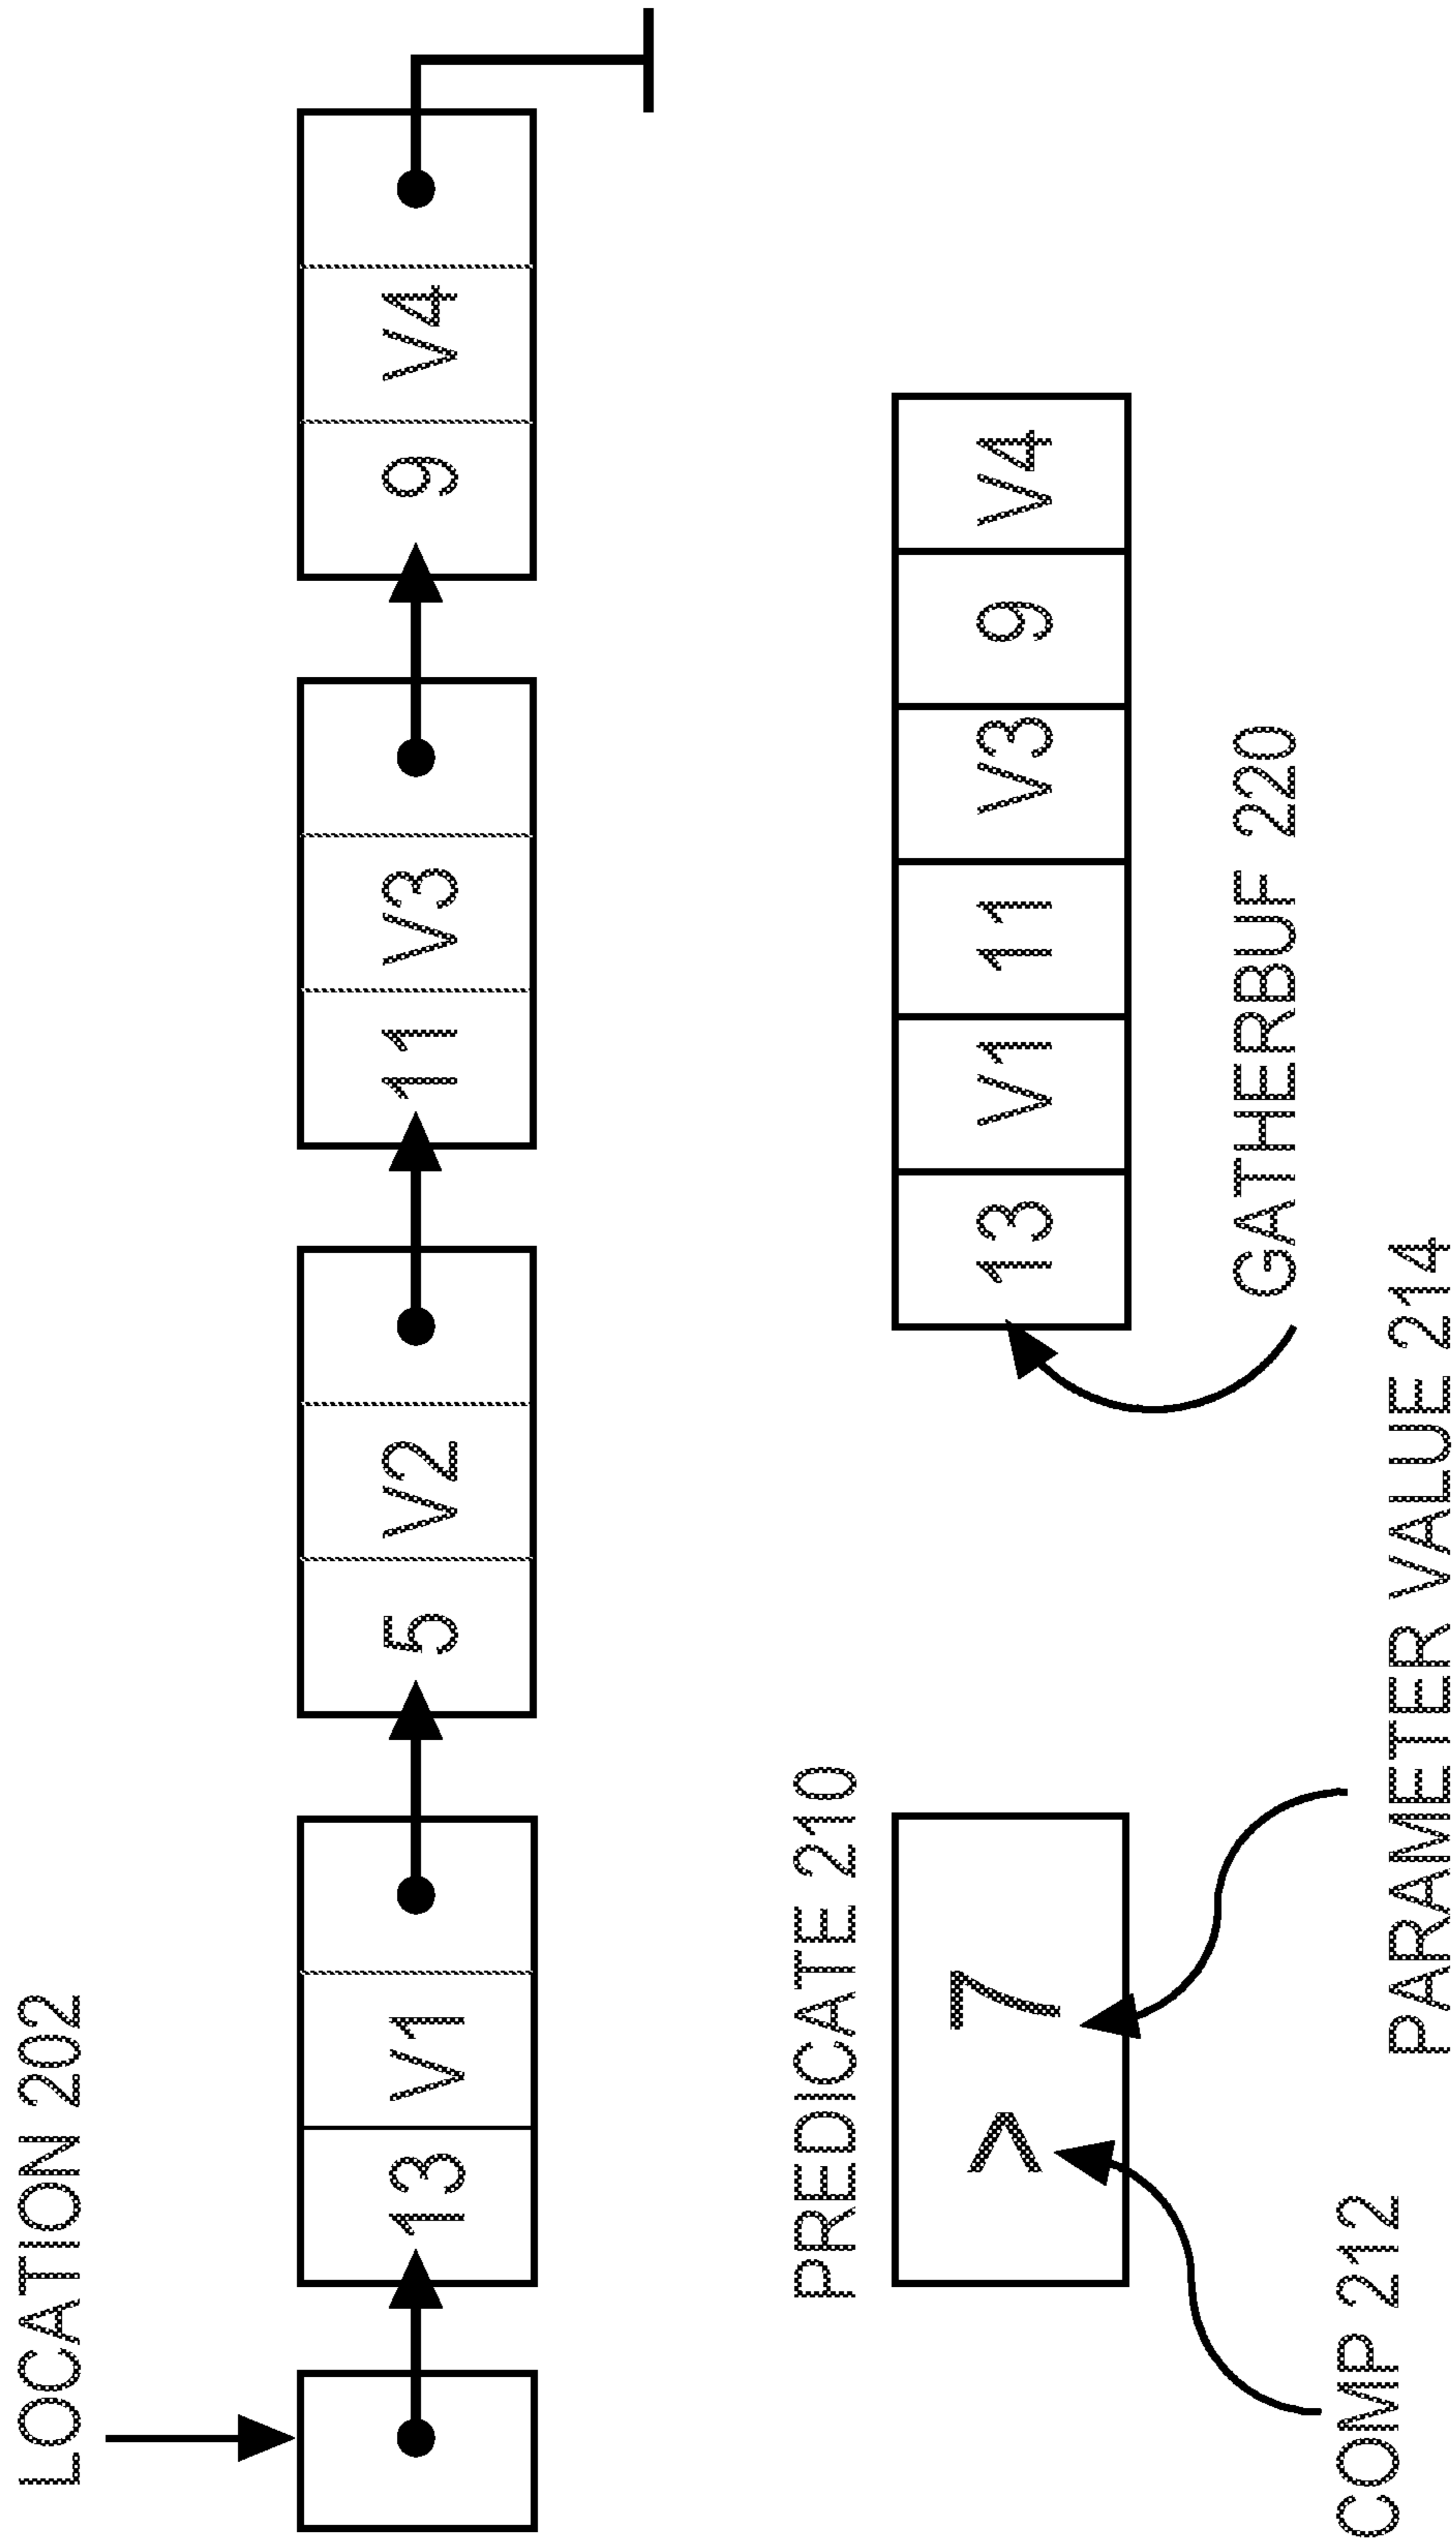 LOCATION 202
13 V1 5 V2 11 V3 9 V4
PREDICATE 210
> 7
13 V1 11 V3 9 V4
GATHERBUF 220
COMP 212
PARAMETER VALUE 214